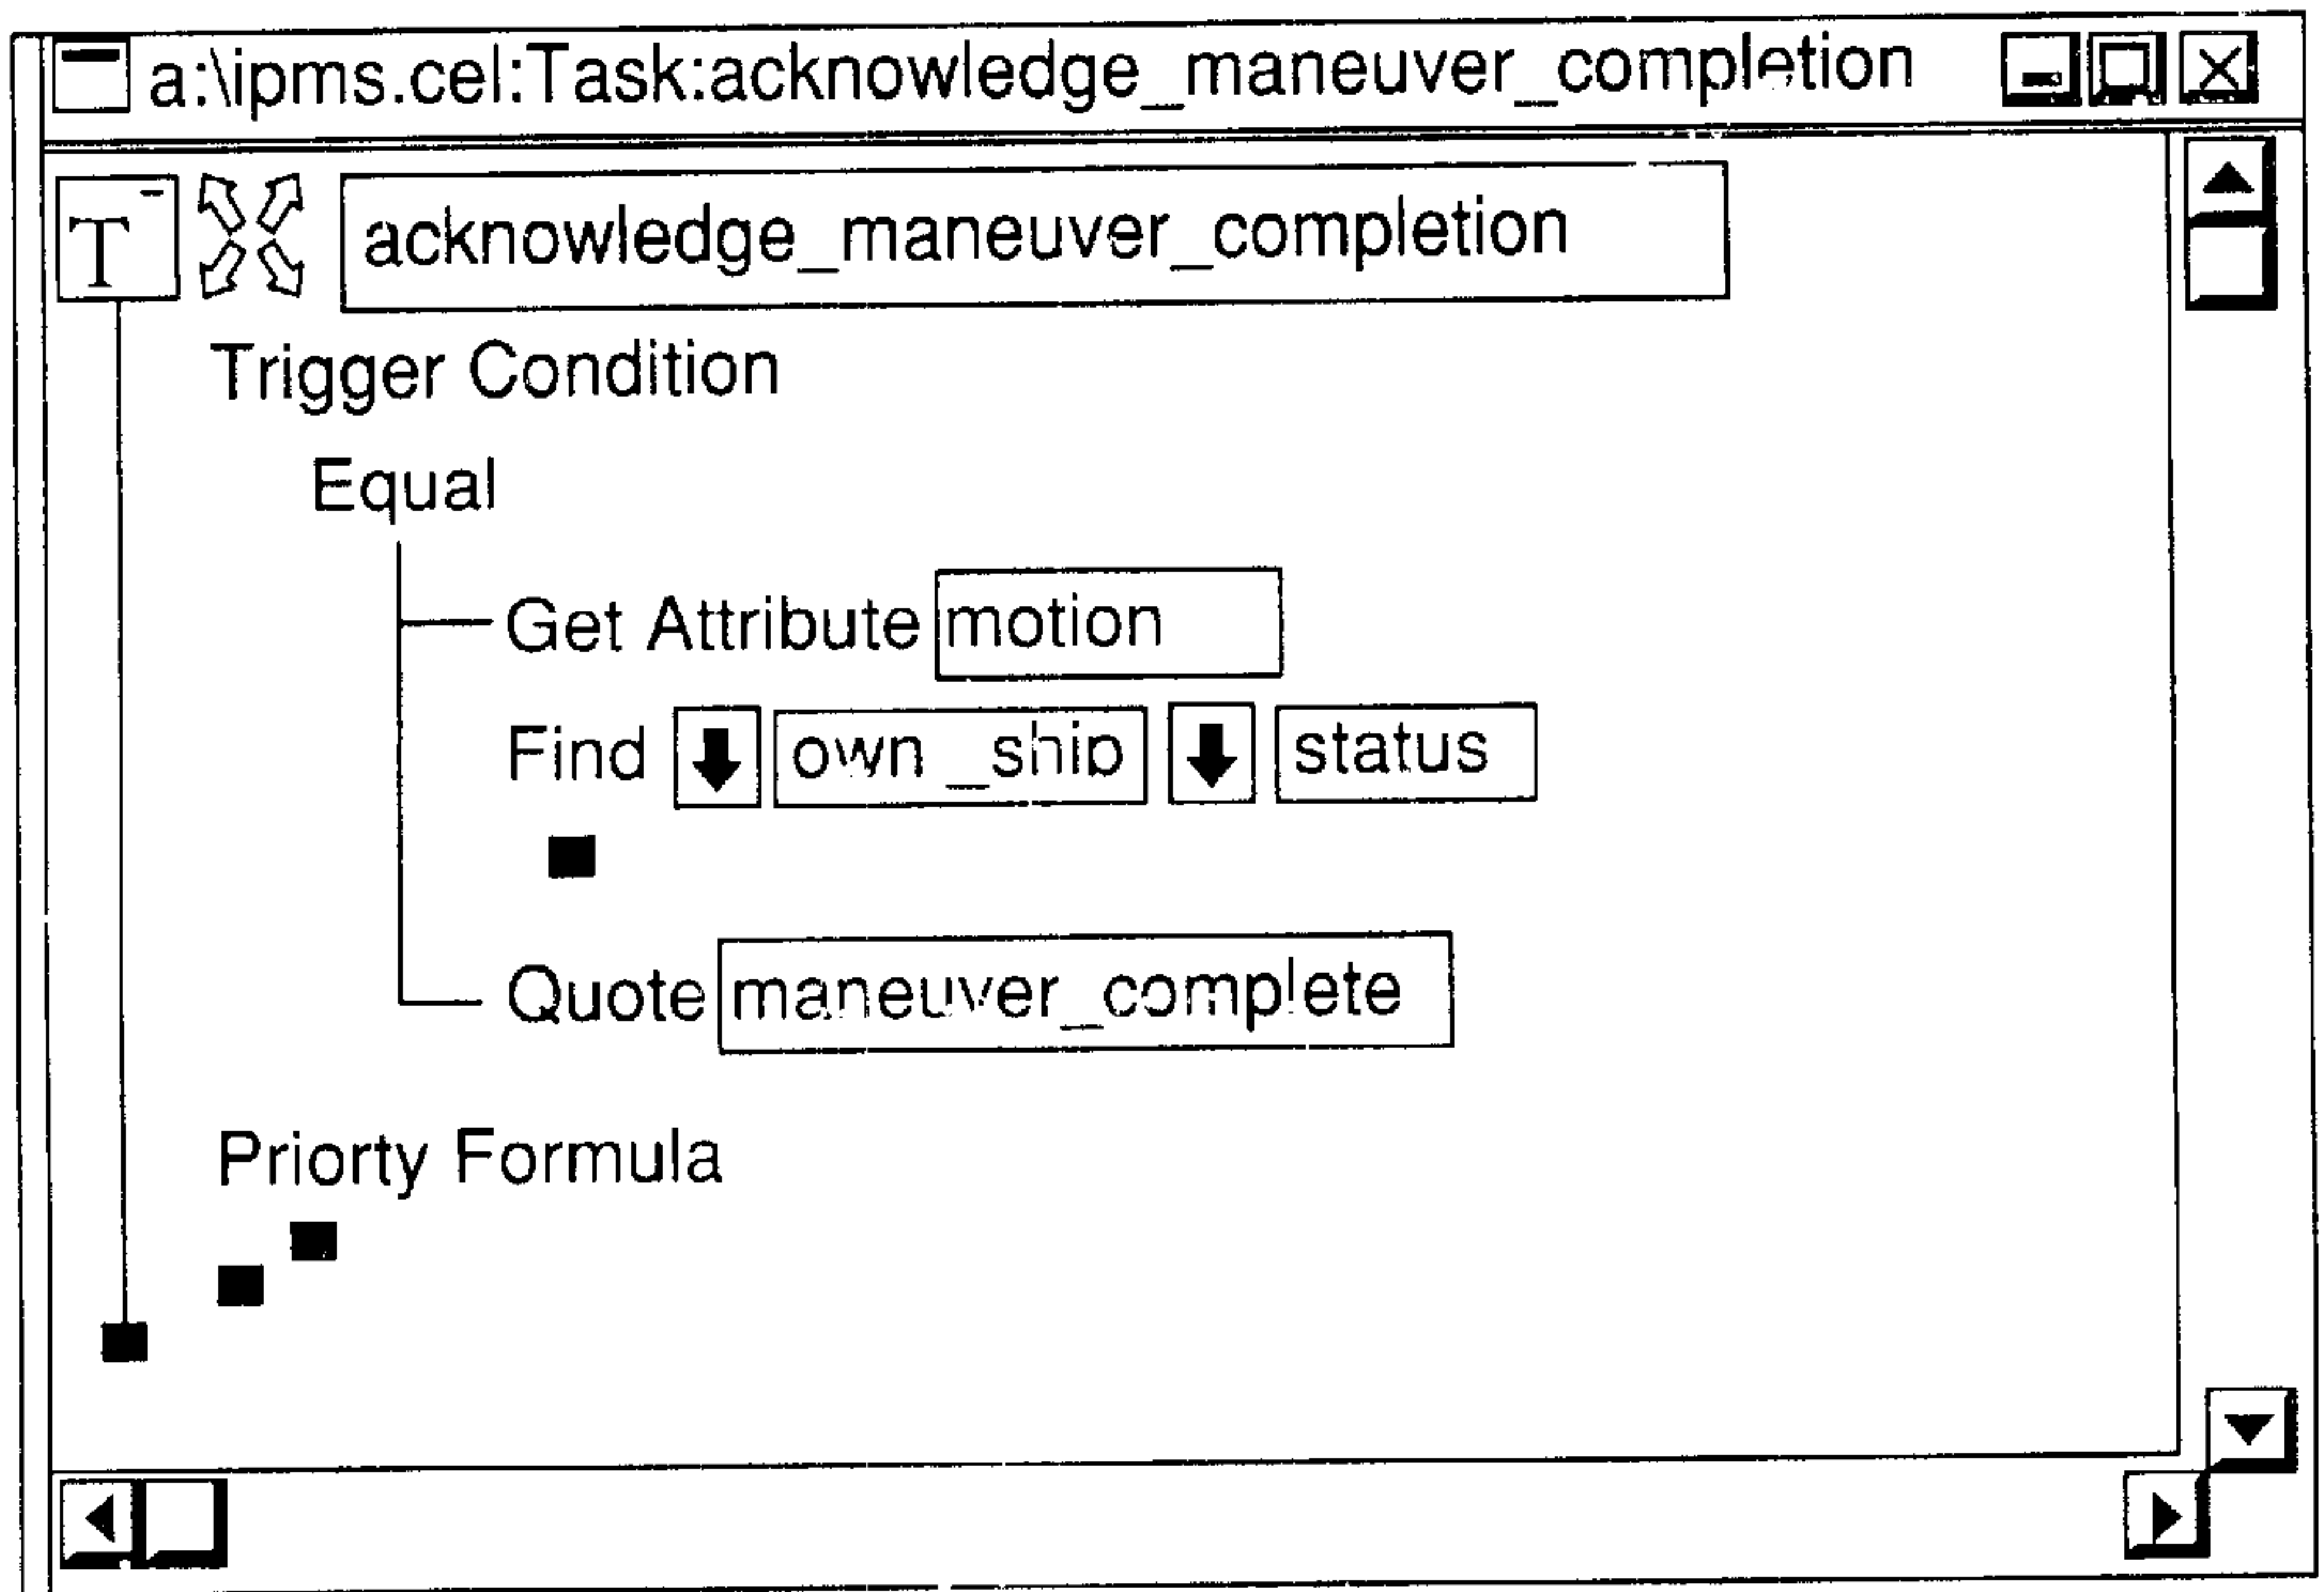 a:\ipms.cel:Task:acknowledge_maneuver_completion
T acknowledge_maneuver_completion
Trigger Condition
Equal
Get Attribute motion
Find own_ship status
Quote maneuver_complete
Priorty Formula